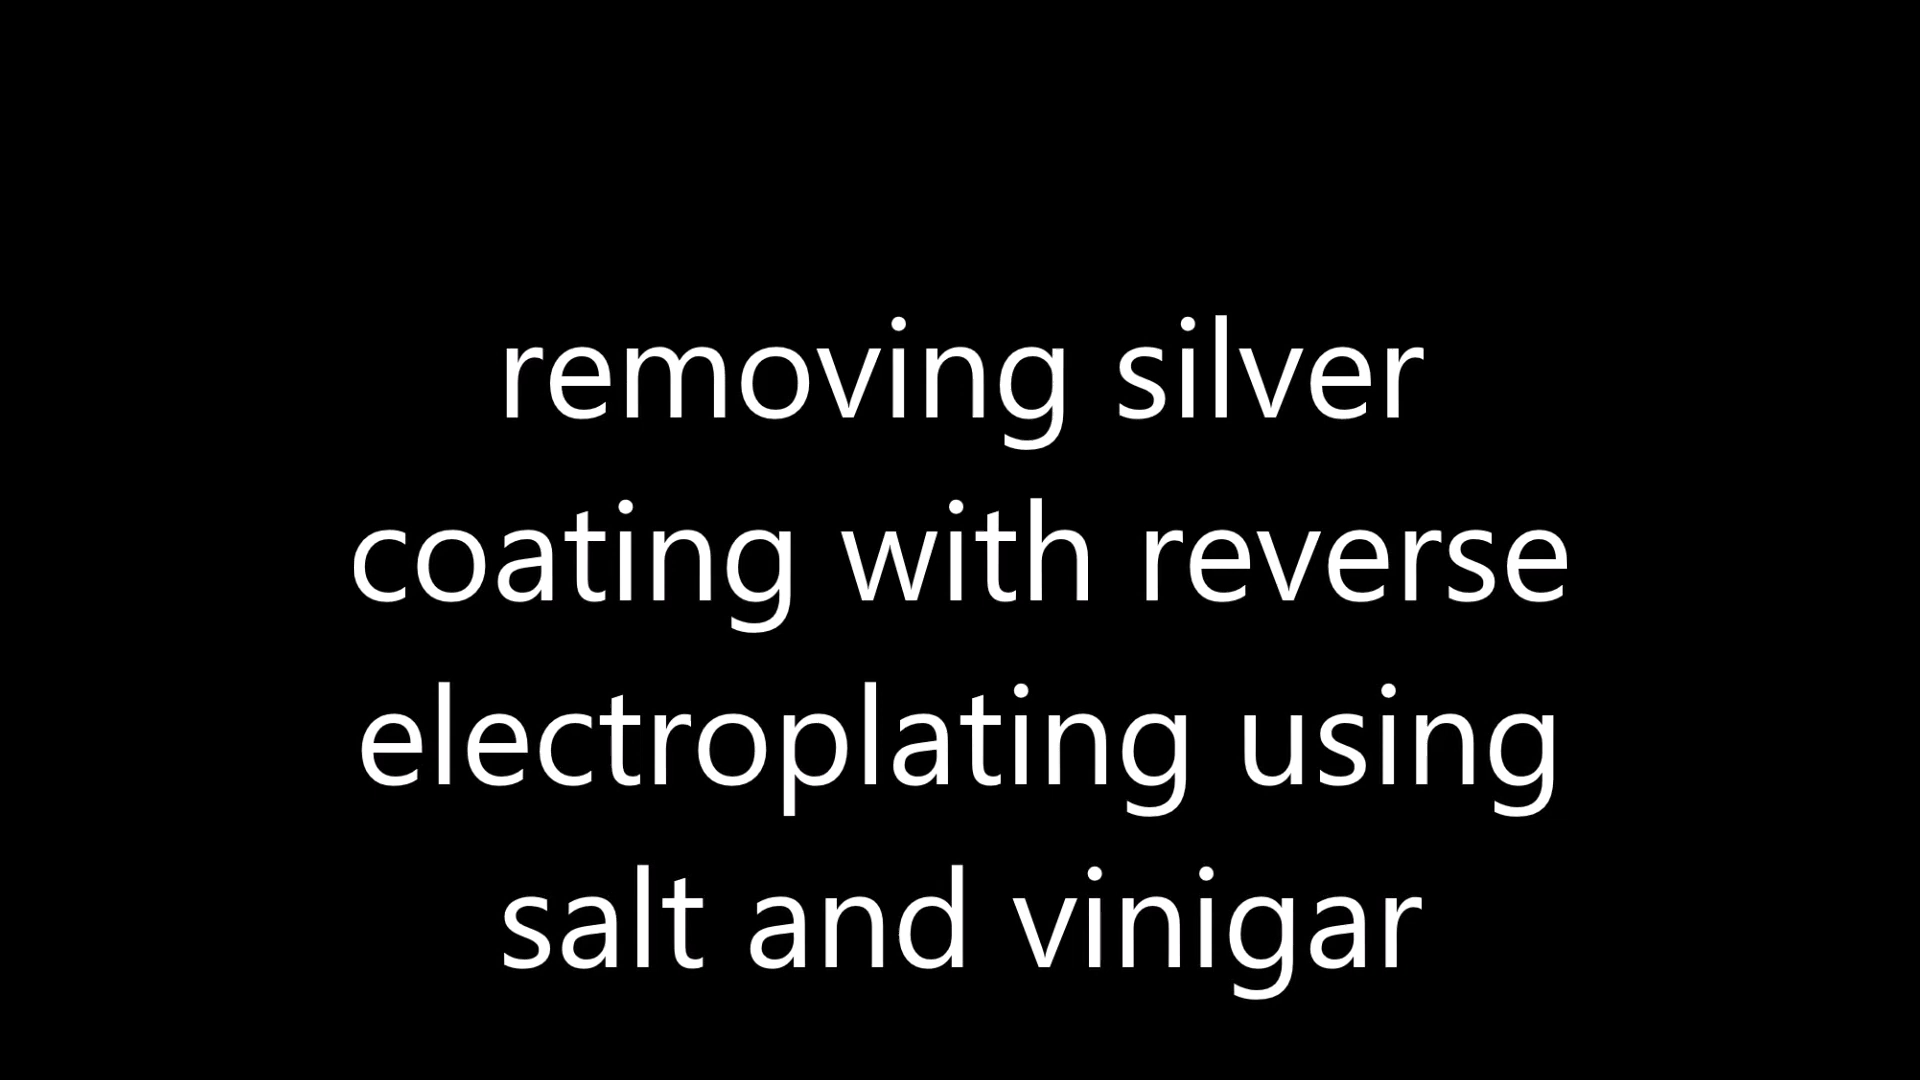 removing silver
coating with reverse
electroplating using
salt and vinigar